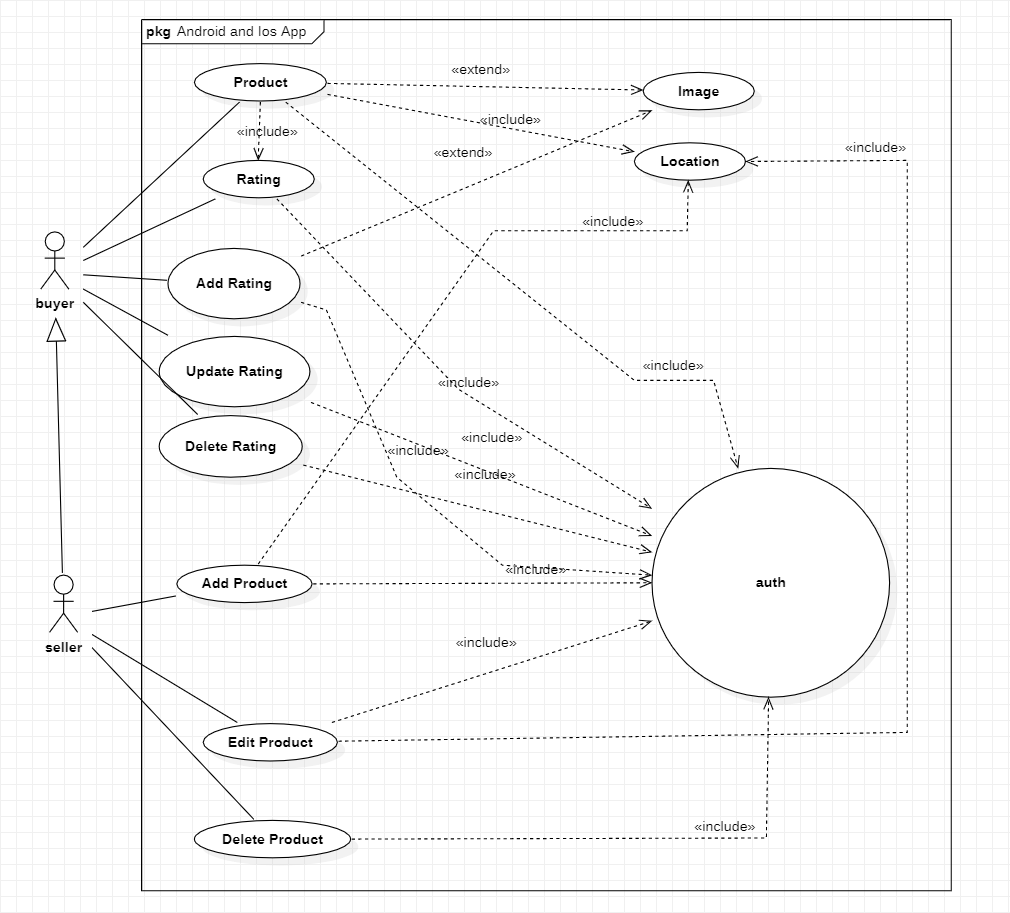 pkg Android and Ios App
Product
«extend»
Image
«include»
«include»
«extend»
«include»
Location
Rating
«include»
buyer
Add Rating
Update Rating
«include»
«include»
Delete Rating
«include»
«include»
«include»
«include»
Add Product
auth
seller
«include»
Edit Product
Delete Product
«include»